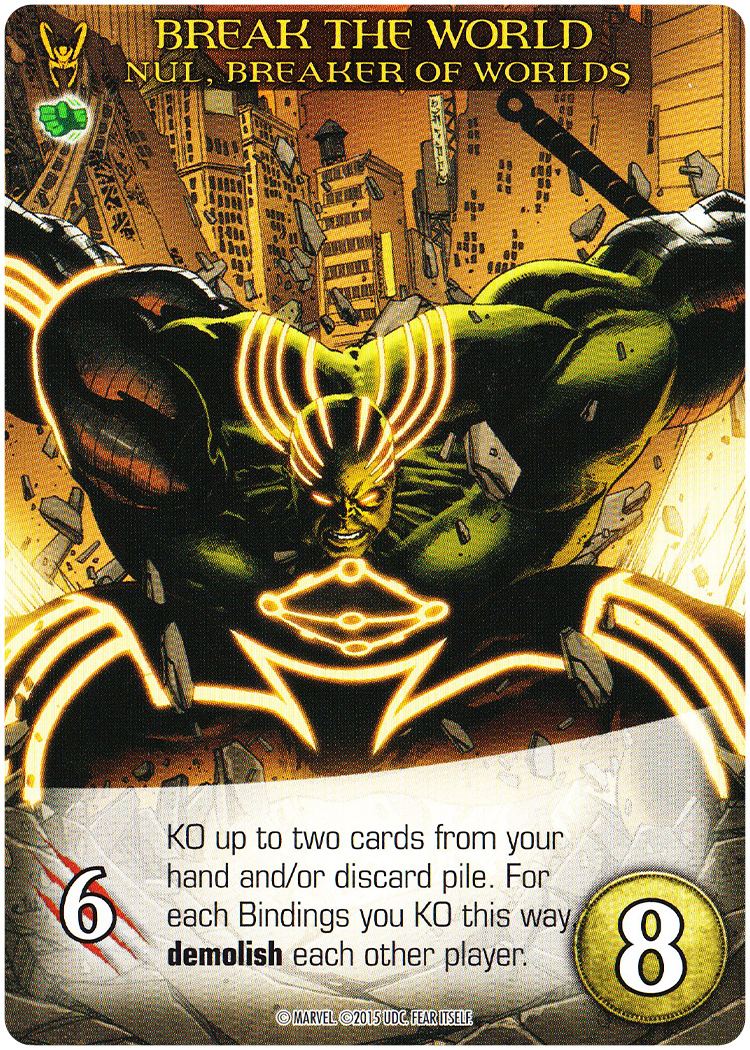 BREAK THE WORLD
NUL, BREAKER OF WORLDS
KO up to two cards from your
hand and/or discard pile. For
each Bindings you KO this way,
demolish each other player.
6
8
© MARVEL. ©2015 UDC. FEAR ITSELF.